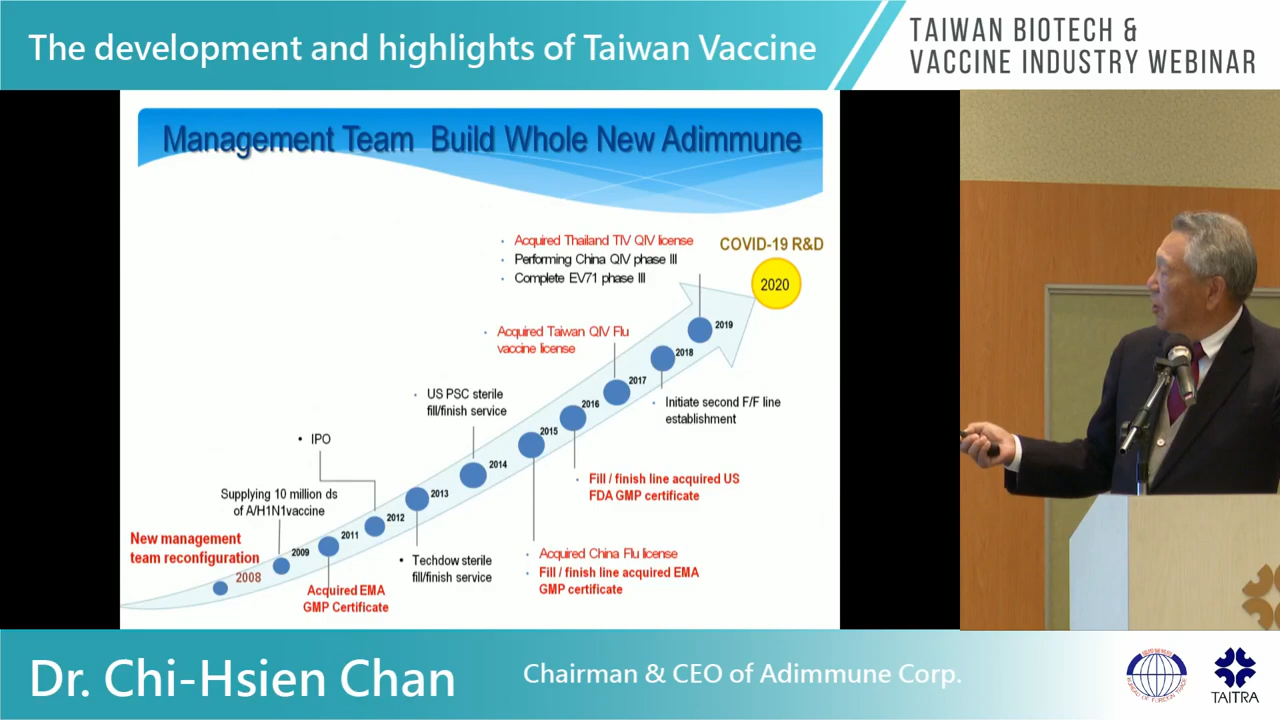 The development and highlights of Taiwan Vaccine
TAIWAN BIOTECH &
VACCINE INDUSTRY WEBINAR
Management Team Build Whole New Adimmune
• Acquired Thailand TIV QIV license
• Performing China QIV phase III
• Complete EV71 phase III
COVID-19 R&D
2020
2019
• Acquired Taiwan QIV Flu
vaccine license
2018
2017
• Initiate second F/F line
establishment
• US PSC sterile
fill/finish service
2016
2015
• IPO
2014
• Fill / finish line acquired US
FDA GMP certificate
Supplying 10 million ds
of A/H1N1vaccine
2013
2012
New management
team reconfiguration
2011
2009
2008
• Techdow sterile
fill/finish service
• Acquired China Flu license
• Fill / finish line acquired EMA
GMP certificate
Acquired EMA
GMP Certificate
Dr. Chi-Hsien Chan
Chairman & CEO of Adimmune Corp.
BUREAU OF FOREIGN TRADE
TAITRA